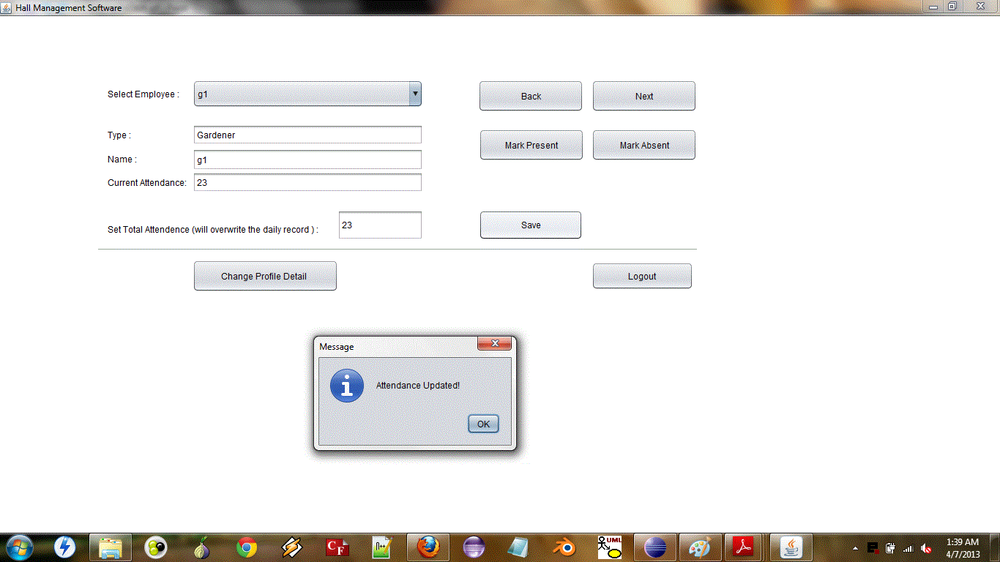 Hall Management Software
Select Employee : g1 Back Next
Type : Gardener Mark Present Mark Absent
Name : g1
Current Attendance: 23
Set Total Attendence (will overwrite the daily record ) : 23 Save
Change Profile Detail Logout
Message
Attendance Updated!
OK
CF
n++
UML
1:39 AM
4/7/2013